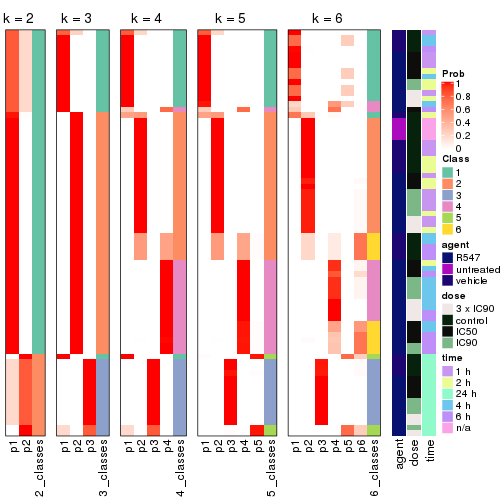 k = 2
k = 3
k = 4
k = 5
k = 6
Prob
1
0.8
0.6
0.4
0.2
0
Class
1
2
3
4
5
6
agent
R547
untreated
vehicle
dose
3 x IC90
control
IC50
IC90
time
1 h
2 h
24 h
4 h
6 h
n/a
p1
p2
2_classes
p1
p2
p3
3_classes
p1
p2
p3
p4
4_classes
p1
p2
p3
p4
p5
5_classes
p1
p2
p3
p4
p5
p6
6_classes
agent
dose
time